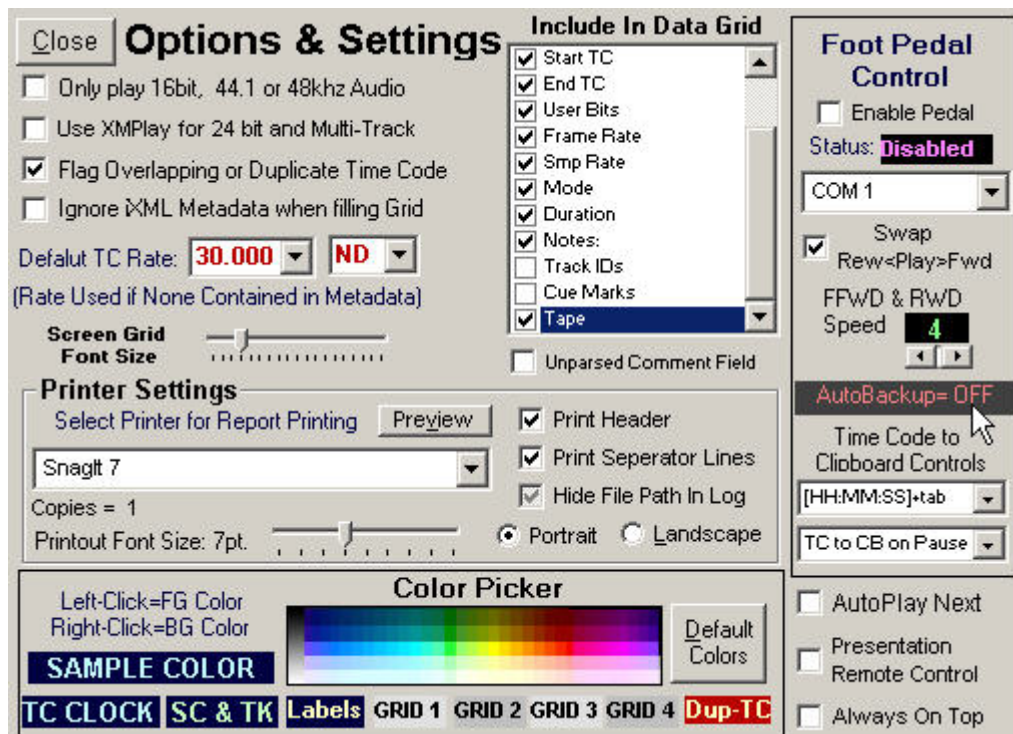 Close
Options & Settings
Only play 16bit, 44.1 or 48khz Audio
Use XMPlay for 24 bit and Multi-Track
Flag Overlapping or Duplicate Time Code
Ignore iXML Metadata when filling Grid
Defalut TC Rate: 30.000 ND
(Rate Used if None Contained in Metadata)
Screen Grid
Font Size
Include In Data Grid
Start TC
End TC
User Bits
Frame Rate
Smp Rate
Mode
Duration
Notes:
Track IDs
Cue Marks
Tape
Unparsed Comment Field
Printer Settings
Select Printer for Report Printing Preview
SnagIt 7
Copies = 1
Printout Font Size: 7pt.
Print Header
Print Seperator Lines
Hide File Path In Log
Portrait Landscape
Foot Pedal
Control
Enable Pedal
Status: Disabled
COM 1
Swap
Rew<Play>Fwd
FFWD & RWD
Speed 4
AutoBackup= OFF
Time Code to
Clipboard Controls
[HH:MM:SS]+tab
TC to CB on Pause
Color Picker
Left-Click=FG Color
Right-Click=BG Color
SAMPLE COLOR
Default
Colors
TC CLOCK SC & TK Labels GRID 1 GRID 2 GRID 3 GRID 4 Dup-TC
AutoPlay Next
Presentation
Remote Control
Always On Top